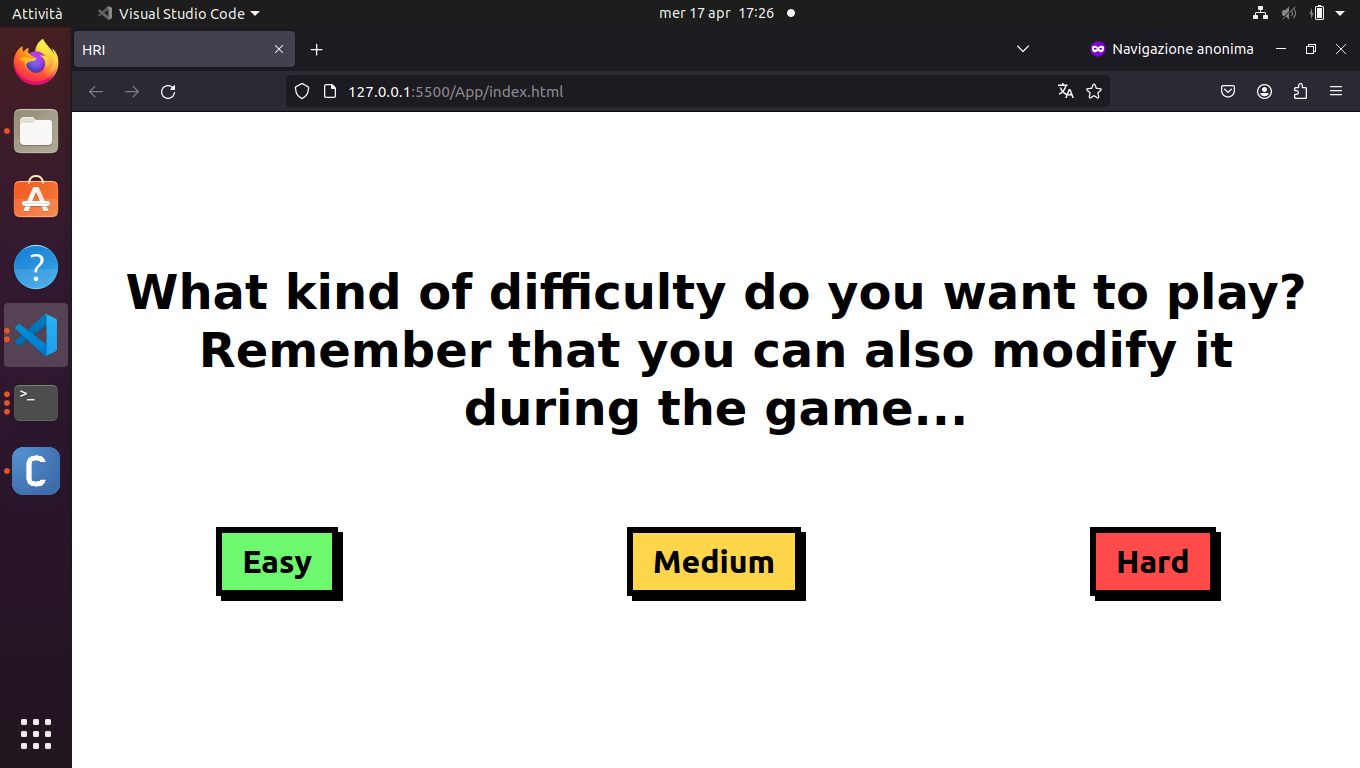 Attività
Visual Studio Code
mer 17 apr 17:26
HRI
Navigazione anonima
127.0.0.1:5500/App/index.html
What kind of difficulty do you want to play?
Remember that you can also modify it
during the game...
Easy
Medium
Hard